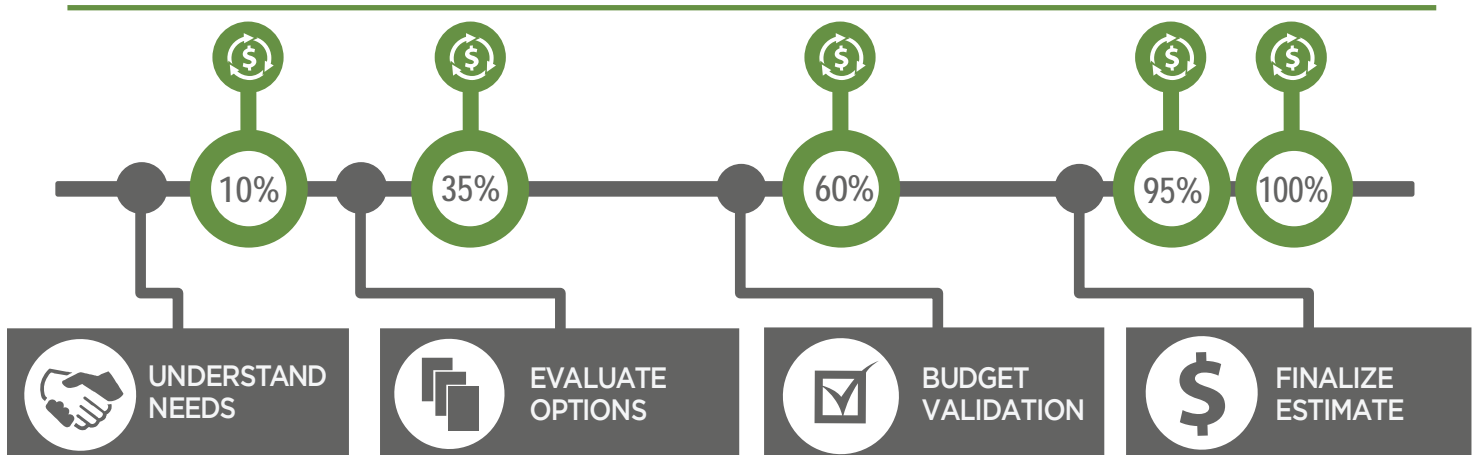 $ $ $ $ $
10% 35% 60% 95% 100%
UNDERSTAND
NEEDS
EVALUATE
OPTIONS
BUDGET
VALIDATION
$
FINALIZE
ESTIMATE